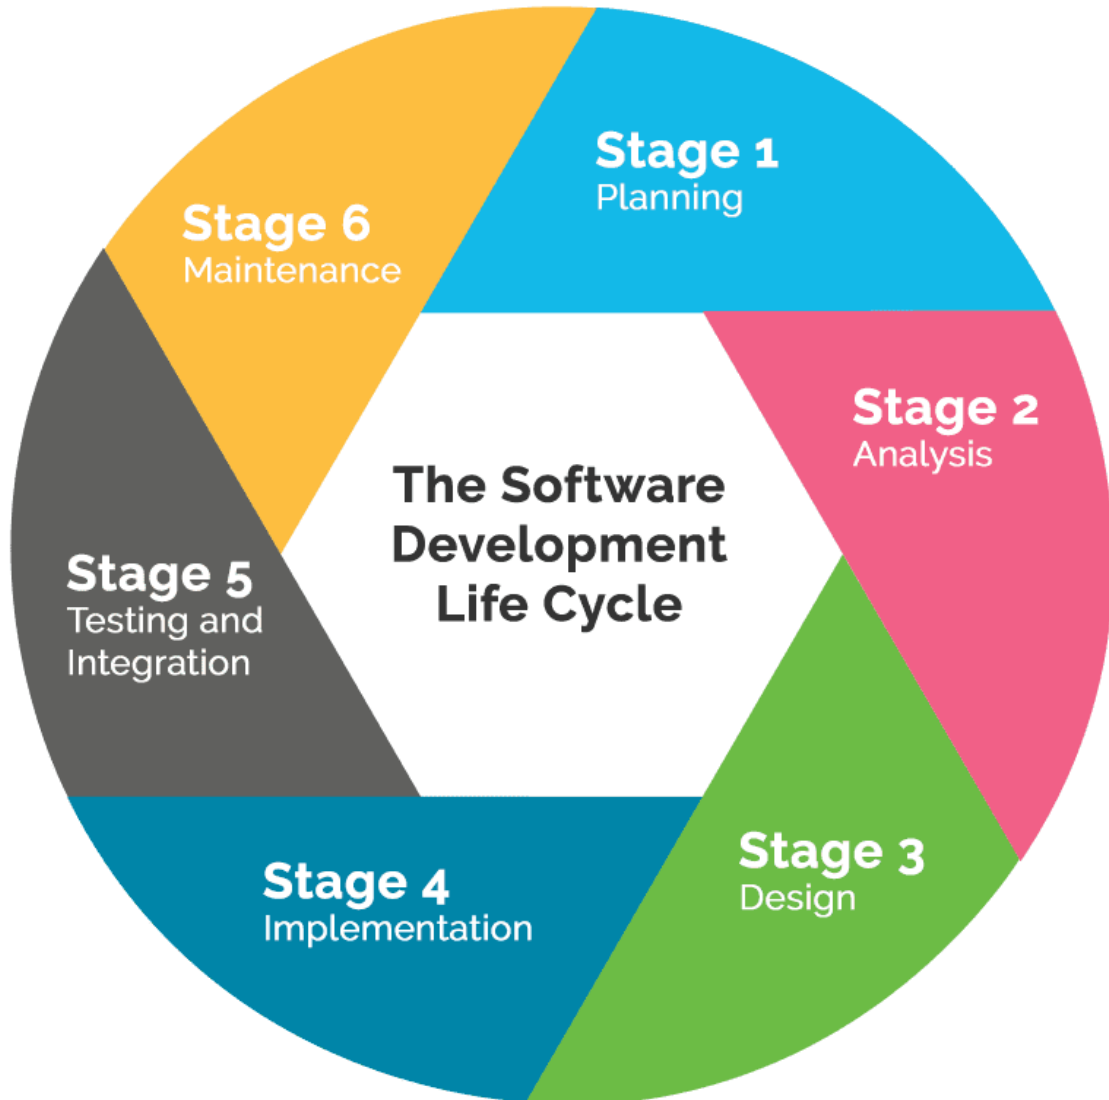 Stage 1
Planning
Stage 2
Analysis
Stage 3
Design
Stage 4
Implementation
Stage 5
Testing and
Integration
Stage 6
Maintenance
The Software
Development
Life Cycle